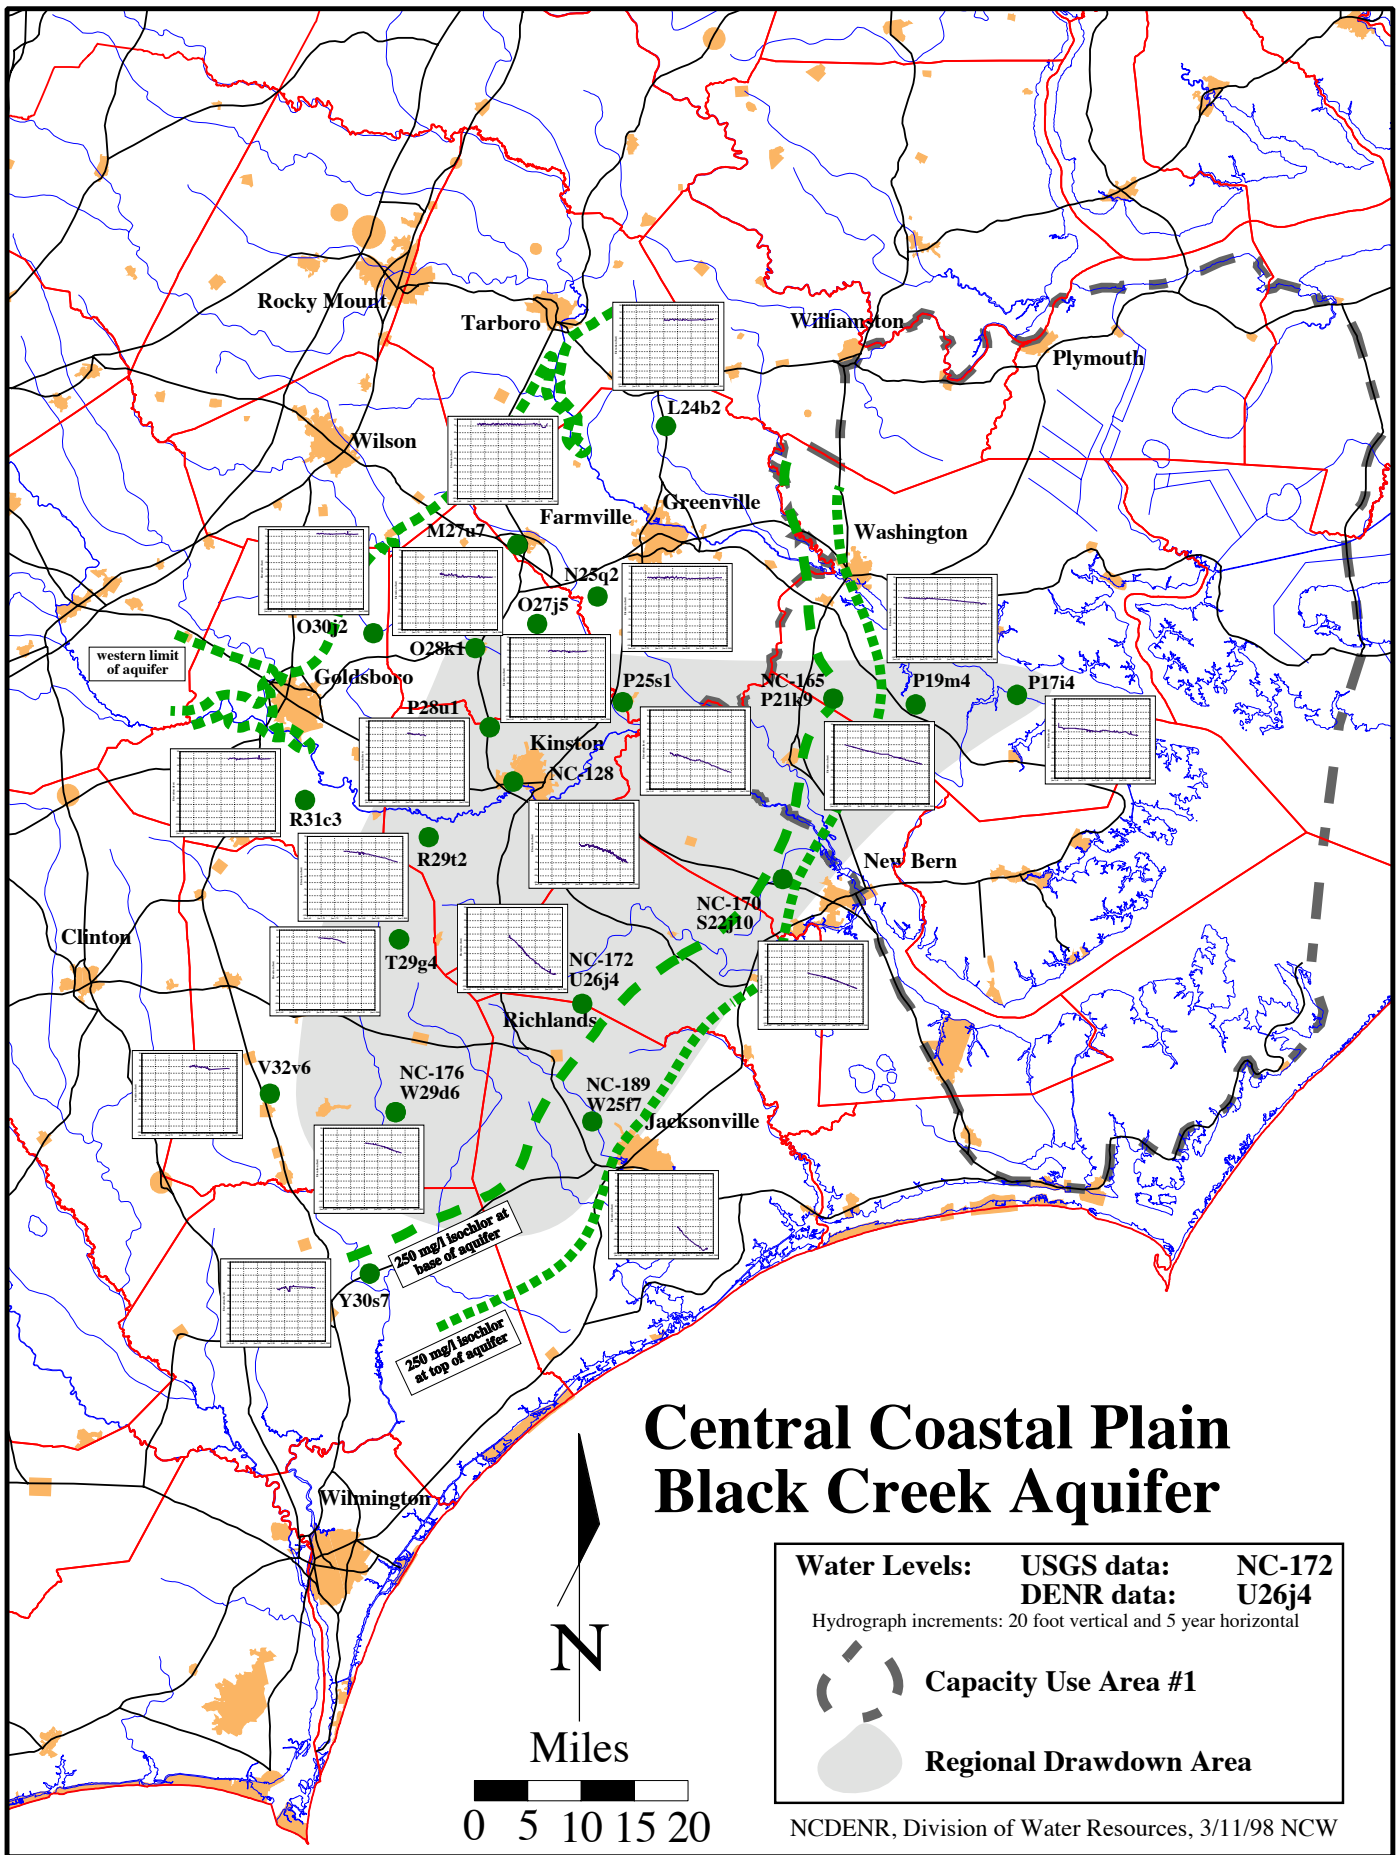 Rocky Mount
Tarboro
Williamston
Plymouth
L24b2
Wilson
Greenville
Farmville
M27u7
Washington
N25q2
O27j5
O30j2
O28k1
western limit
of aquifer
Goldsboro
P25s1
NC-165
P21k9
P19m4
P17i4
P28u1
Kinston
NC-128
R31c3
R29t2
New Bern
NC-170
S22j10
Clinton
T29g4
NC-172
U26j4
Richlands
V32v6
NC-176
W29d6
NC-189
W25f7
Jacksonville
250 mg/l isochlor at
base of aquifer
Y30s7
250 mg/l isochlor
at top of aquifer
Wilmington
Central Coastal Plain
Black Creek Aquifer
N
Miles
0 5 10 15 20
Water Levels: USGS data: NC-172
DENR data: U26j4
Hydrograph increments: 20 foot vertical and 5 year horizontal
Capacity Use Area #1
Regional Drawdown Area
NCDENR, Division of Water Resources, 3/11/98 NCW